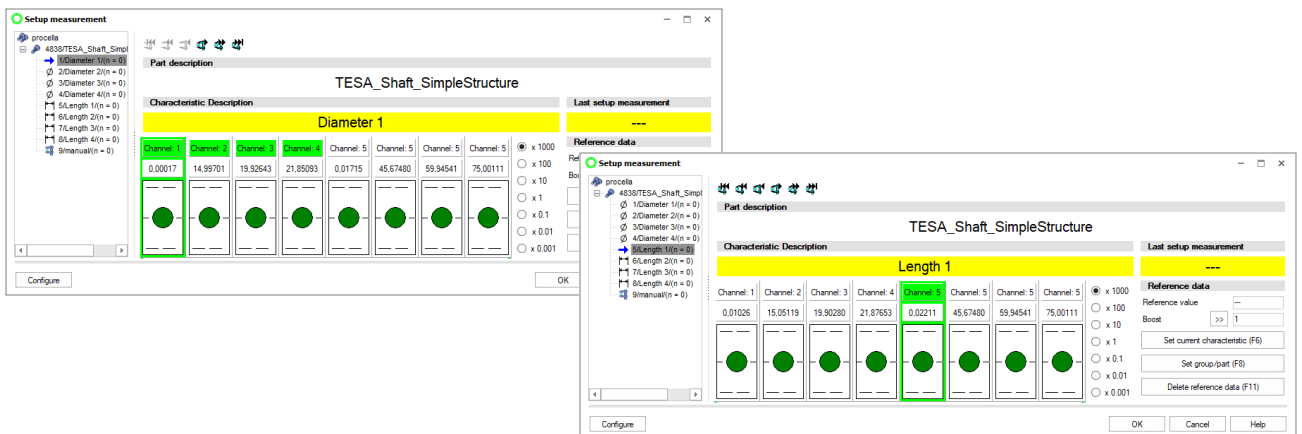 Setup measurement
procella
4838/TESA_Shaft_Simpl
1/Diameter 1/(n = 0)
2/Diameter 2/(n = 0)
3/Diameter 3/(n = 0)
4/Diameter 4/(n = 0)
5/Length 1/(n = 0)
6/Length 2/(n = 0)
7/Length 3/(n = 0)
8/Length 4/(n = 0)
9/manual/(n = 0)
Part description
TESA_Shaft_SimpleStructure
Characteristic Description
Last setup measurement
Diameter 1
---
Channel: 1 Channel: 2 Channel: 3 Channel: 4 Channel: 5 Channel: 5 Channel: 5 Channel: 5
0,00017 14,99701 19,92643 21,85093 0,01715 45,67480 59,94541 75,00111
x 1000
x 100
x 10
x 1
x 0.1
x 0.01
x 0.001
Reference data
Configure
OK
Setup measurement
procella
4838/TESA_Shaft_Simpl
1/Diameter 1/(n = 0)
2/Diameter 2/(n = 0)
3/Diameter 3/(n = 0)
4/Diameter 4/(n = 0)
5/Length 1/(n = 0)
6/Length 2/(n = 0)
7/Length 3/(n = 0)
8/Length 4/(n = 0)
9/manual/(n = 0)
Part description
TESA_Shaft_SimpleStructure
Characteristic Description
Last setup measurement
Length 1
---
Channel: 1 Channel: 2 Channel: 3 Channel: 4 Channel: 5 Channel: 5 Channel: 5 Channel: 5
0,01026 15,05119 19,90280 21,87653 0,02211 45,67480 59,94541 75,00111
x 1000
x 100
x 10
x 1
x 0.1
x 0.01
x 0.001
Reference data
Reference value ---
Boost >> 1
Set current characteristic (F6)
Set group/part (F8)
Delete reference data (F11)
Configure
OK
Cancel
Help